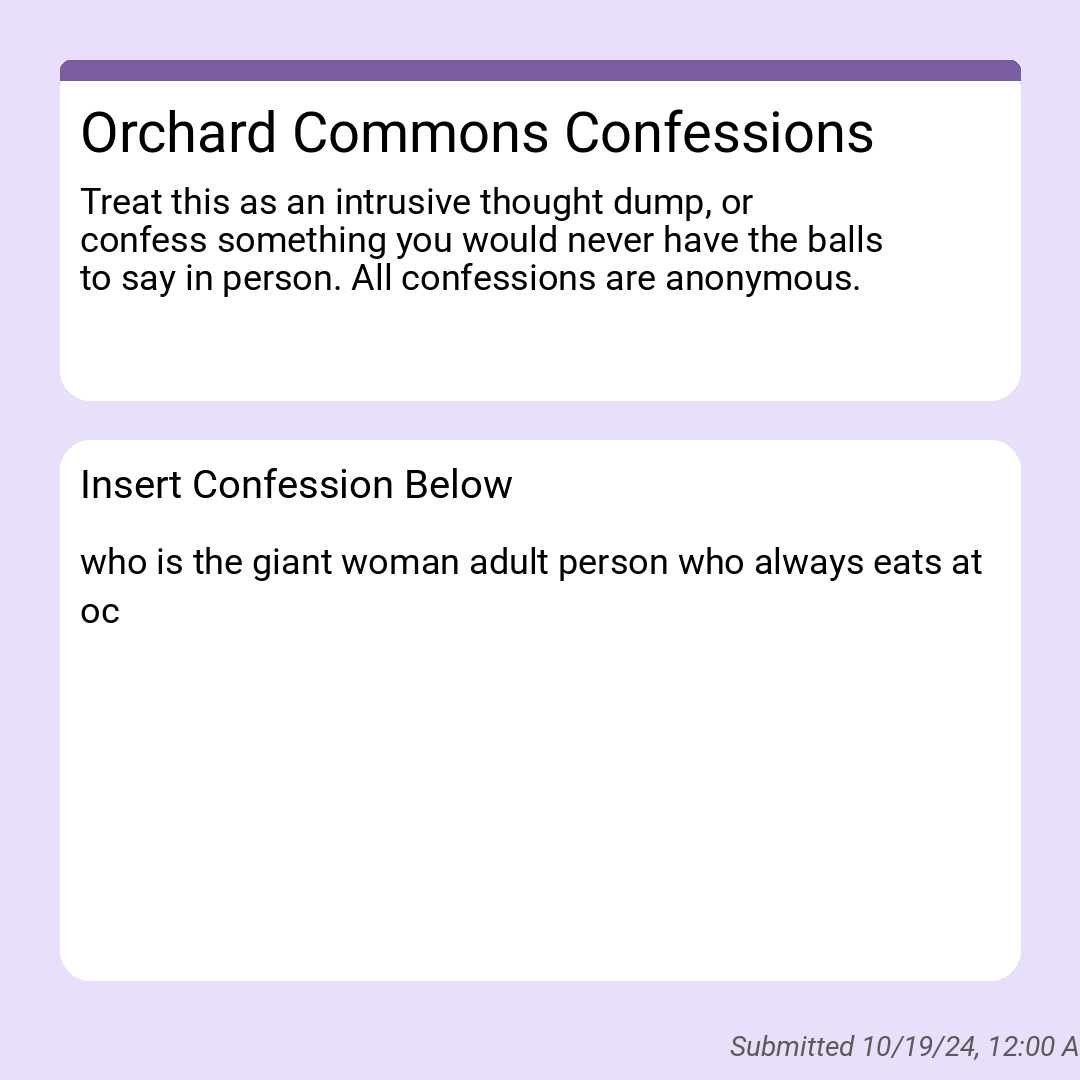 Orchard Commons Confessions
Treat this as an intrusive thought dump, or
confess something you would never have the balls
to say in person. All confessions are anonymous.
Insert Confession Below
who is the giant woman adult person who always eats at
oc
Submitted 10/19/24, 12:00 A